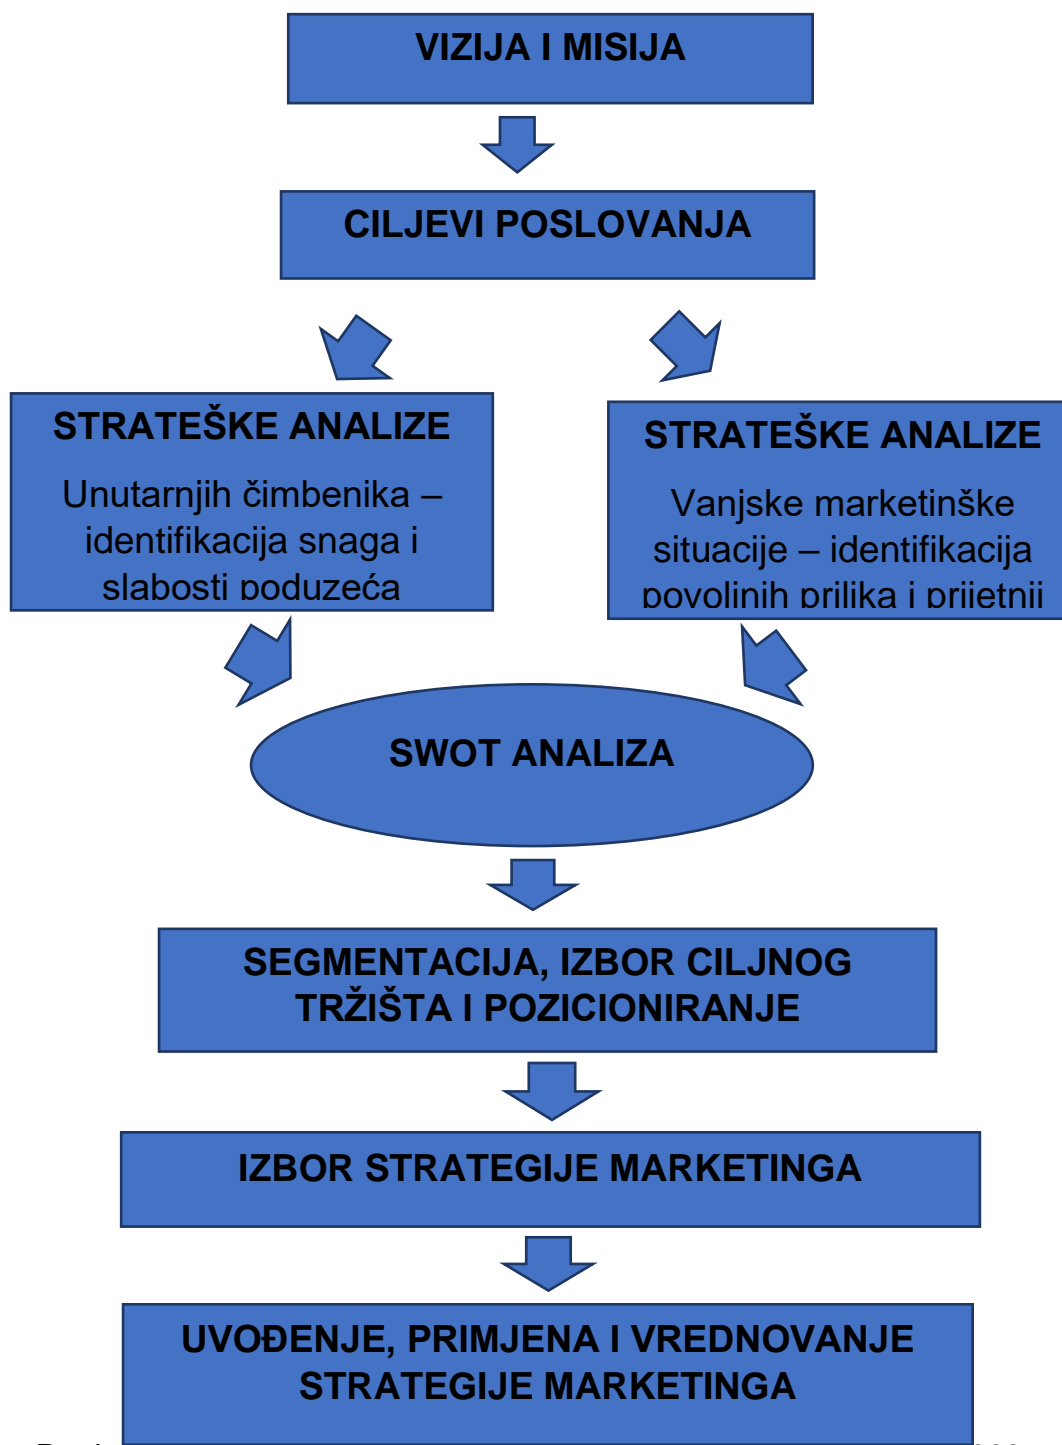 VIZIJA I MISIJA
CILJEVI POSLOVANJA
STRATEŠKE ANALIZE
Unutarnjih čimbenika –
identifikacija snaga i
slabosti poduzeća
STRATEŠKE ANALIZE
Vanjske marketinške
situacije – identifikacija
povoljnih prilika i prijetnji
SWOT ANALIZA
SEGMENTACIJA, IZBOR CILJNOG
TRŽIŠTA I POZICIONIRANJE
IZBOR STRATEGIJE MARKETINGA
UVOĐENJE, PRIMJENA I VREDNOVANJE
STRATEGIJE MARKETINGA